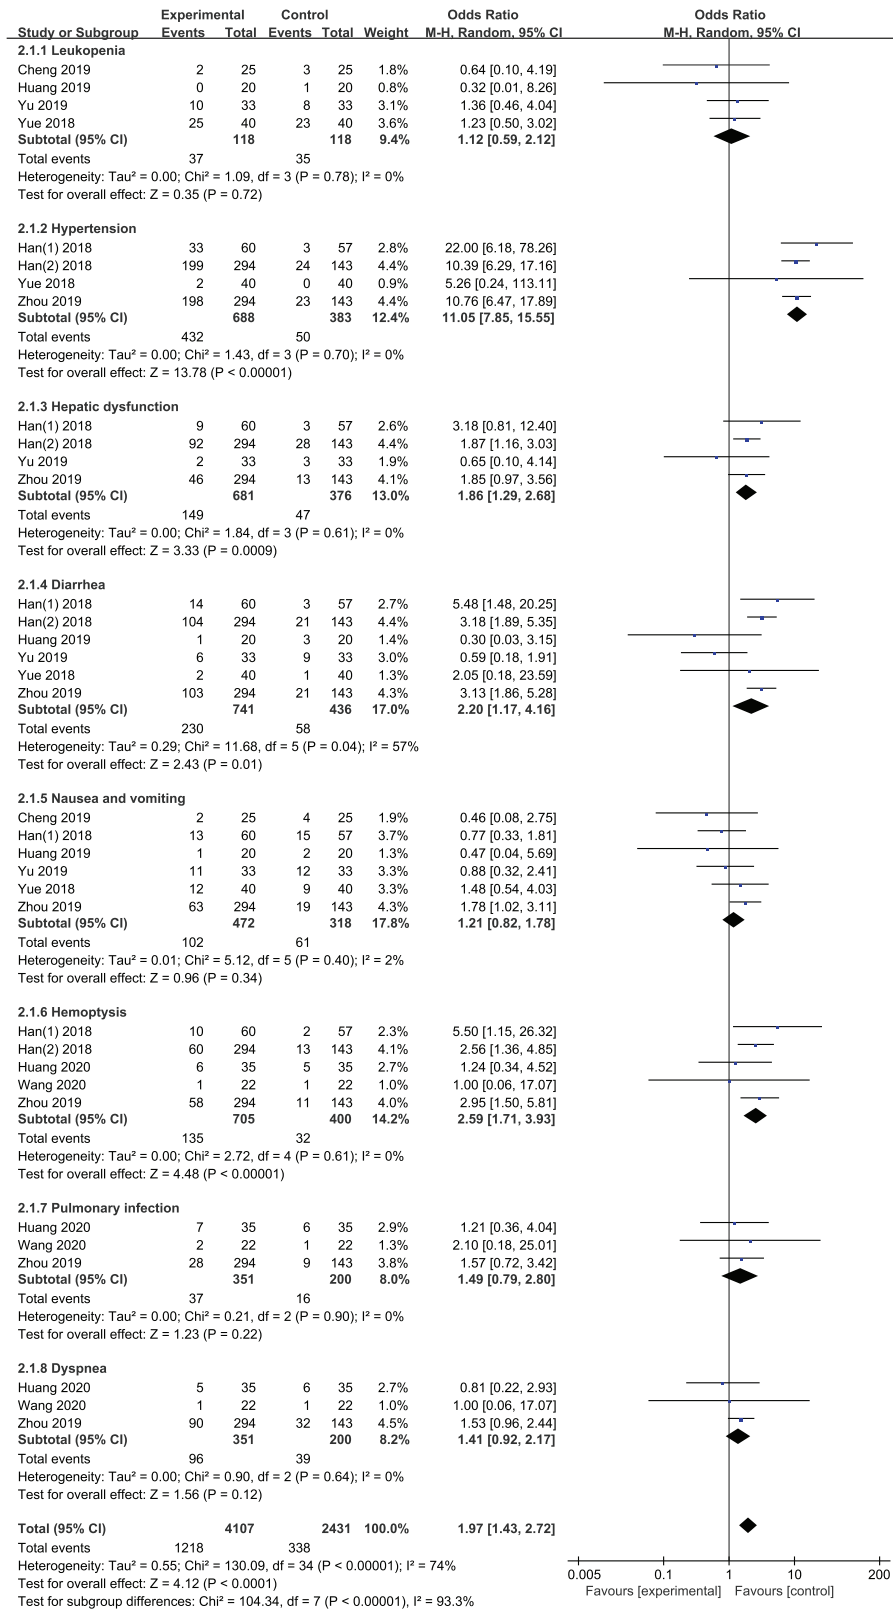 Experimental Control Odds Ratio Odds Ratio
Study or Subgroup Events Total Events Total Weight M-H, Random, 95% CI M-H, Random, 95% CI
2.1.1 Leukopenia
Cheng 2019 2 25 3 25 1.8% 0.64 [0.10, 4.19]
Huang 2019 0 20 1 20 0.8% 0.32 [0.01, 8.26]
Yu 2019 10 33 8 33 3.1% 1.36 [0.46, 4.04]
Yue 2018 25 40 23 40 3.6% 1.23 [0.50, 3.02]
Subtotal (95% CI) 118 118 9.4% 1.12 [0.59, 2.12]
Total events 37 35
Heterogeneity: Tau² = 0.00; Chi² = 1.09, df = 3 (P = 0.78); I² = 0%
Test for overall effect: Z = 0.35 (P = 0.72)
2.1.2 Hypertension
Han(1) 2018 33 60 3 57 2.8% 22.00 [6.18, 78.26]
Han(2) 2018 199 294 24 143 4.4% 10.39 [6.29, 17.16]
Yue 2018 2 40 0 40 0.9% 5.26 [0.24, 113.11]
Zhou 2019 198 294 23 143 4.4% 10.76 [6.47, 17.89]
Subtotal (95% CI) 688 383 12.4% 11.05 [7.85, 15.55]
Total events 432 50
Heterogeneity: Tau² = 0.00; Chi² = 1.43, df = 3 (P = 0.70); I² = 0%
Test for overall effect: Z = 13.78 (P < 0.00001)
2.1.3 Hepatic dysfunction
Han(1) 2018 9 60 3 57 2.6% 3.18 [0.81, 12.40]
Han(2) 2018 92 294 28 143 4.4% 1.87 [1.16, 3.03]
Yu 2019 2 33 3 33 1.9% 0.65 [0.10, 4.14]
Zhou 2019 46 294 13 143 4.1% 1.85 [0.97, 3.56]
Subtotal (95% CI) 681 376 13.0% 1.86 [1.29, 2.68]
Total events 149 47
Heterogeneity: Tau² = 0.00; Chi² = 1.84, df = 3 (P = 0.61); I² = 0%
Test for overall effect: Z = 3.33 (P = 0.0009)
2.1.4 Diarrhea
Han(1) 2018 14 60 3 57 2.7% 5.48 [1.48, 20.25]
Han(2) 2018 104 294 21 143 4.4% 3.18 [1.89, 5.35]
Huang 2019 1 20 3 20 1.4% 0.30 [0.03, 3.15]
Yu 2019 6 33 9 33 3.0% 0.59 [0.18, 1.91]
Yue 2018 2 40 1 40 1.3% 2.05 [0.18, 23.59]
Zhou 2019 103 294 21 143 4.3% 3.13 [1.86, 5.28]
Subtotal (95% CI) 741 436 17.0% 2.20 [1.17, 4.16]
Total events 230 58
Heterogeneity: Tau² = 0.29; Chi² = 11.68, df = 5 (P = 0.04); I² = 57%
Test for overall effect: Z = 2.43 (P = 0.01)
2.1.5 Nausea and vomiting
Cheng 2019 2 25 4 25 1.9% 0.46 [0.08, 2.75]
Han(1) 2018 13 60 15 57 3.7% 0.77 [0.33, 1.81]
Huang 2019 1 20 2 20 1.3% 0.47 [0.04, 5.69]
Yu 2019 11 33 12 33 3.3% 0.88 [0.32, 2.41]
Yue 2018 12 40 9 40 3.3% 1.48 [0.54, 4.03]
Zhou 2019 63 294 19 143 4.3% 1.78 [1.02, 3.11]
Subtotal (95% CI) 472 318 17.8% 1.21 [0.82, 1.78]
Total events 102 61
Heterogeneity: Tau² = 0.01; Chi² = 5.12, df = 5 (P = 0.40); I² = 2%
Test for overall effect: Z = 0.96 (P = 0.34)
2.1.6 Hemoptysis
Han(1) 2018 10 60 2 57 2.3% 5.50 [1.15, 26.32]
Han(2) 2018 60 294 13 143 4.1% 2.56 [1.36, 4.85]
Huang 2020 6 35 5 35 2.7% 1.24 [0.34, 4.52]
Wang 2020 1 22 1 22 1.0% 1.00 [0.06, 17.07]
Zhou 2019 58 294 11 143 4.0% 2.95 [1.50, 5.81]
Subtotal (95% CI) 705 400 14.2% 2.59 [1.71, 3.93]
Total events 135 32
Heterogeneity: Tau² = 0.00; Chi² = 2.72, df = 4 (P = 0.61); I² = 0%
Test for overall effect: Z = 4.48 (P < 0.00001)
2.1.7 Pulmonary infection
Huang 2020 7 35 6 35 2.9% 1.21 [0.36, 4.04]
Wang 2020 2 22 1 22 1.3% 2.10 [0.18, 25.01]
Zhou 2019 28 294 9 143 3.8% 1.57 [0.72, 3.42]
Subtotal (95% CI) 351 200 8.0% 1.49 [0.79, 2.80]
Total events 37 16
Heterogeneity: Tau² = 0.00; Chi² = 0.21, df = 2 (P = 0.90); I² = 0%
Test for overall effect: Z = 1.23 (P = 0.22)
2.1.8 Dyspnea
Huang 2020 5 35 6 35 2.7% 0.81 [0.22, 2.93]
Wang 2020 1 22 1 22 1.0% 1.00 [0.06, 17.07]
Zhou 2019 90 294 32 143 4.5% 1.53 [0.96, 2.44]
Subtotal (95% CI) 351 200 8.2% 1.41 [0.92, 2.17]
Total events 96 39
Heterogeneity: Tau² = 0.00; Chi² = 0.90, df = 2 (P = 0.64); I² = 0%
Test for overall effect: Z = 1.56 (P = 0.12)
Total (95% CI) 4107 2431 100.0% 1.97 [1.43, 2.72]
Total events 1218 338
Heterogeneity: Tau² = 0.55; Chi² = 130.09, df = 34 (P < 0.00001); I² = 74%
Test for overall effect: Z = 4.12 (P < 0.0001)
Test for subgroup differences: Chi² = 104.34, df = 7 (P < 0.00001), I² = 93.3%
0.005 0.1 1 10 200
Favours [experimental] Favours [control]